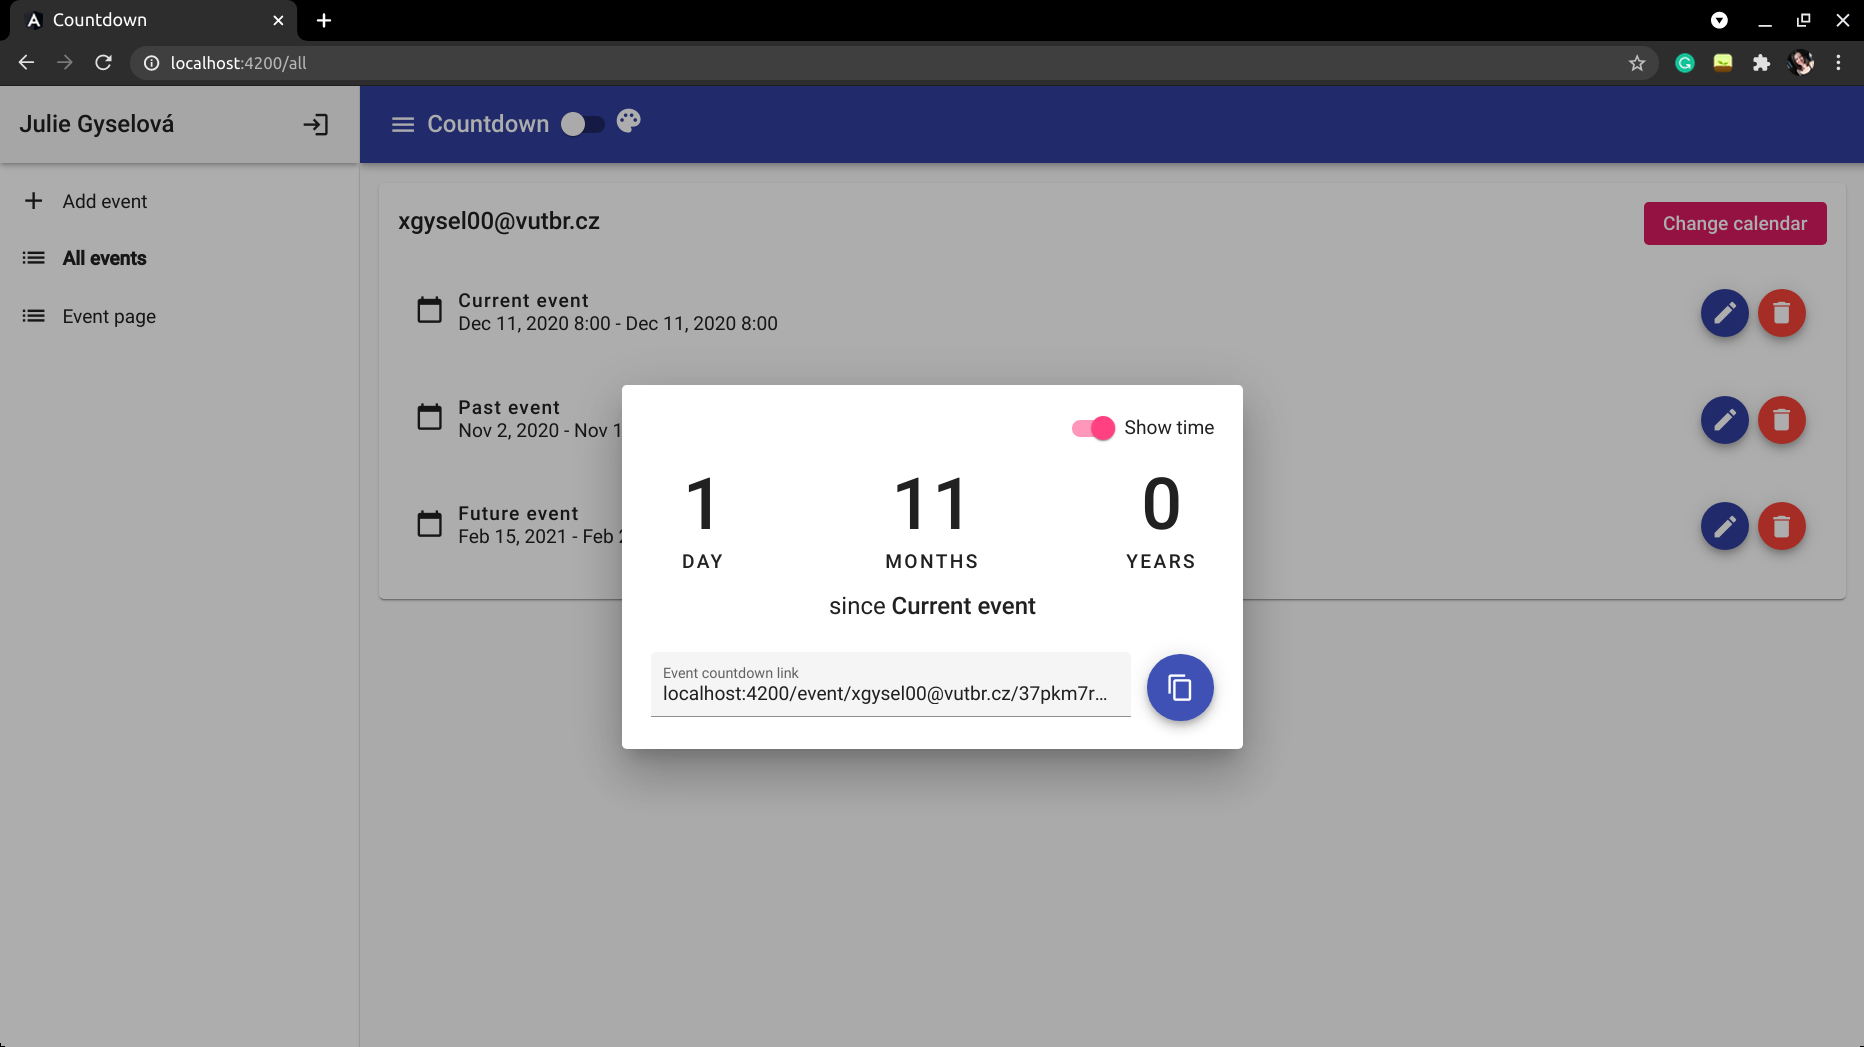 Countdown
localhost:4200/all
Julie Gyselová
Countdown
Add event
All events
Event page
xgysel00@vutbr.cz
Change calendar
Current event
Dec 11, 2020 8:00 - Dec 11, 2020 8:00
Past event
Nov 2, 2020 - Nov 1
Future event
Feb 15, 2021 - Feb
Show time
1 11 0
DAY MONTHS YEARS
since Current event
Event countdown link
localhost:4200/event/xgysel00@vutbr.cz/37pkm7r...